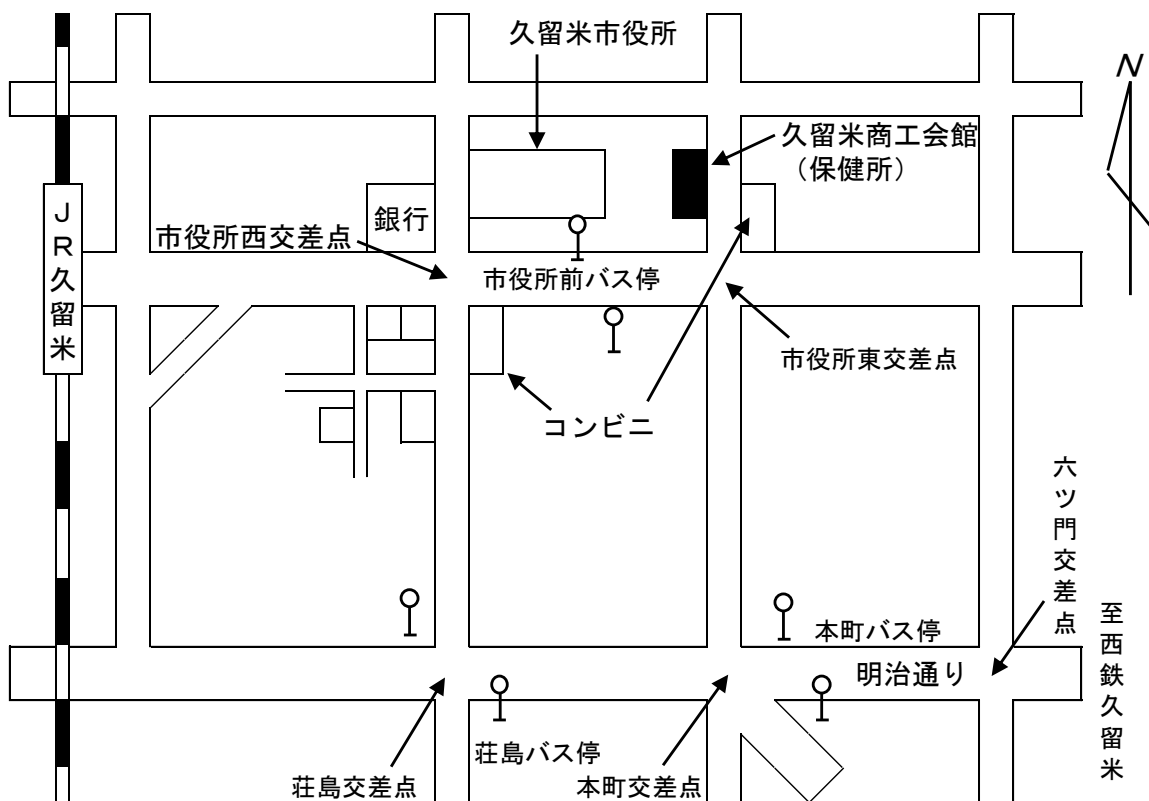 久留米市役所
N
久留米商工会館
（保健所）
ＪＲ久留米
銀行
市役所西交差点
市役所前バス停
市役所東交差点
コンビニ
六ツ門交差点
至西鉄久留米
本町バス停
明治通り
荘島バス停
荘島交差点
本町交差点